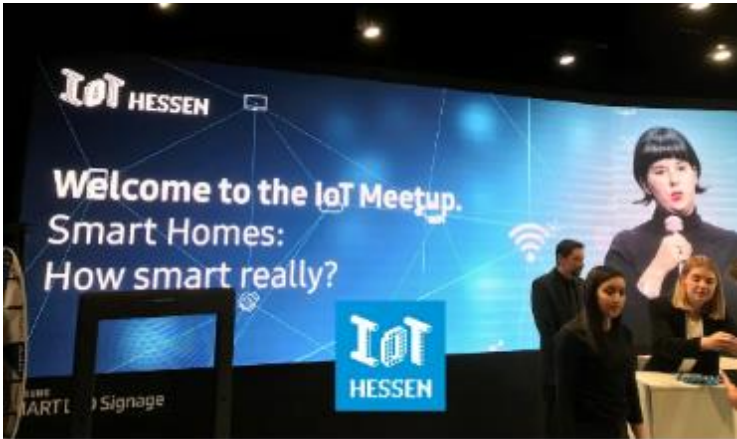 IoT HESSEN
Welcome to the IoT Meetup.
Smart Homes:
How smart really?
IoT
HESSEN
Signage